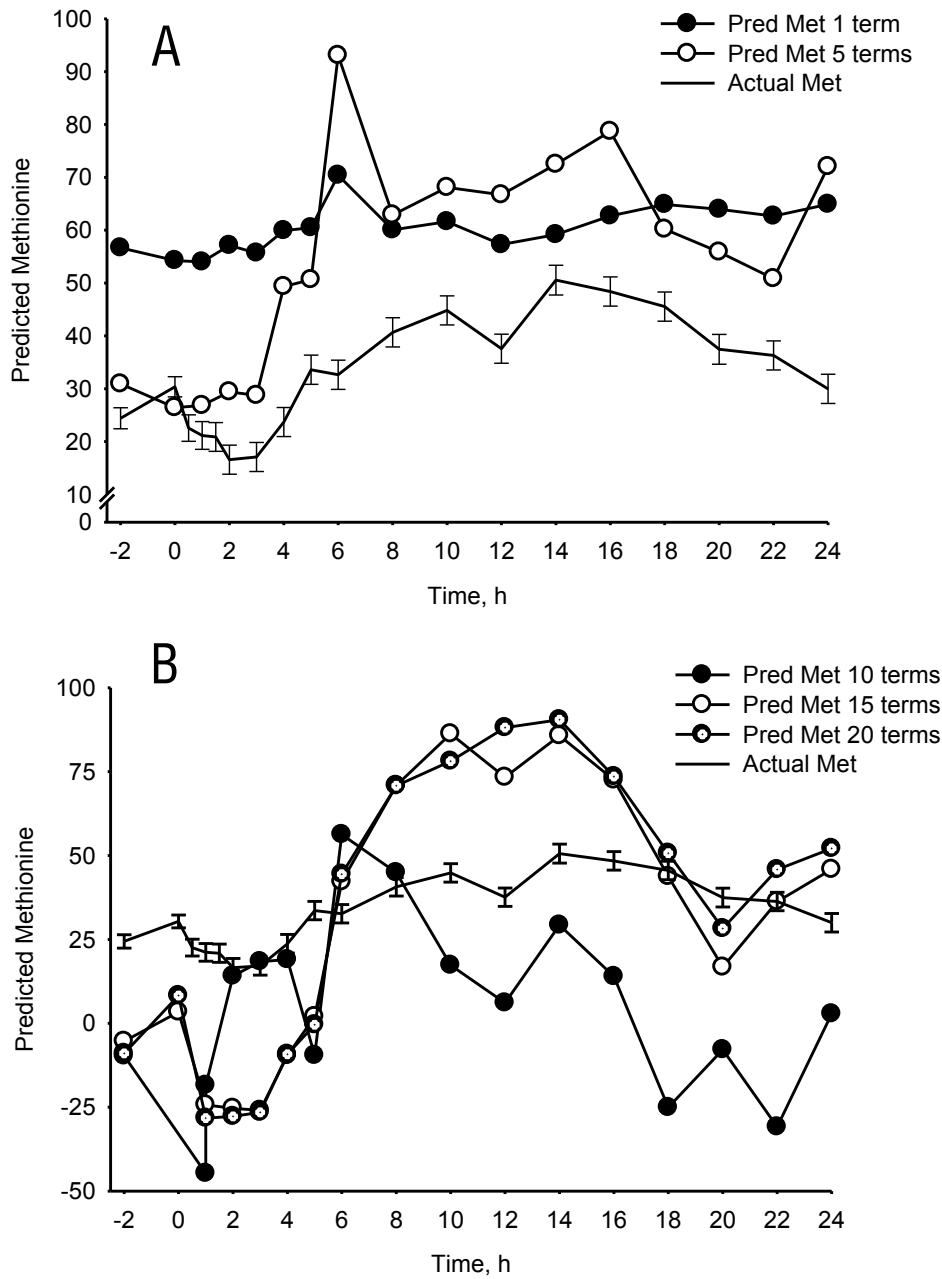 A
Pred Met 1 term
Pred Met 5 terms
Actual Met
Predicted Methionine
100
90
80
70
60
50
40
30
20
10
0
-2 0 2 4 6 8 10 12 14 16 18 20 22 24
Time, h
B
Pred Met 10 terms
Pred Met 15 terms
Pred Met 20 terms
Actual Met
Predicted Methionine
100
75
50
25
0
-25
-50
-2 0 2 4 6 8 10 12 14 16 18 20 22 24
Time, h